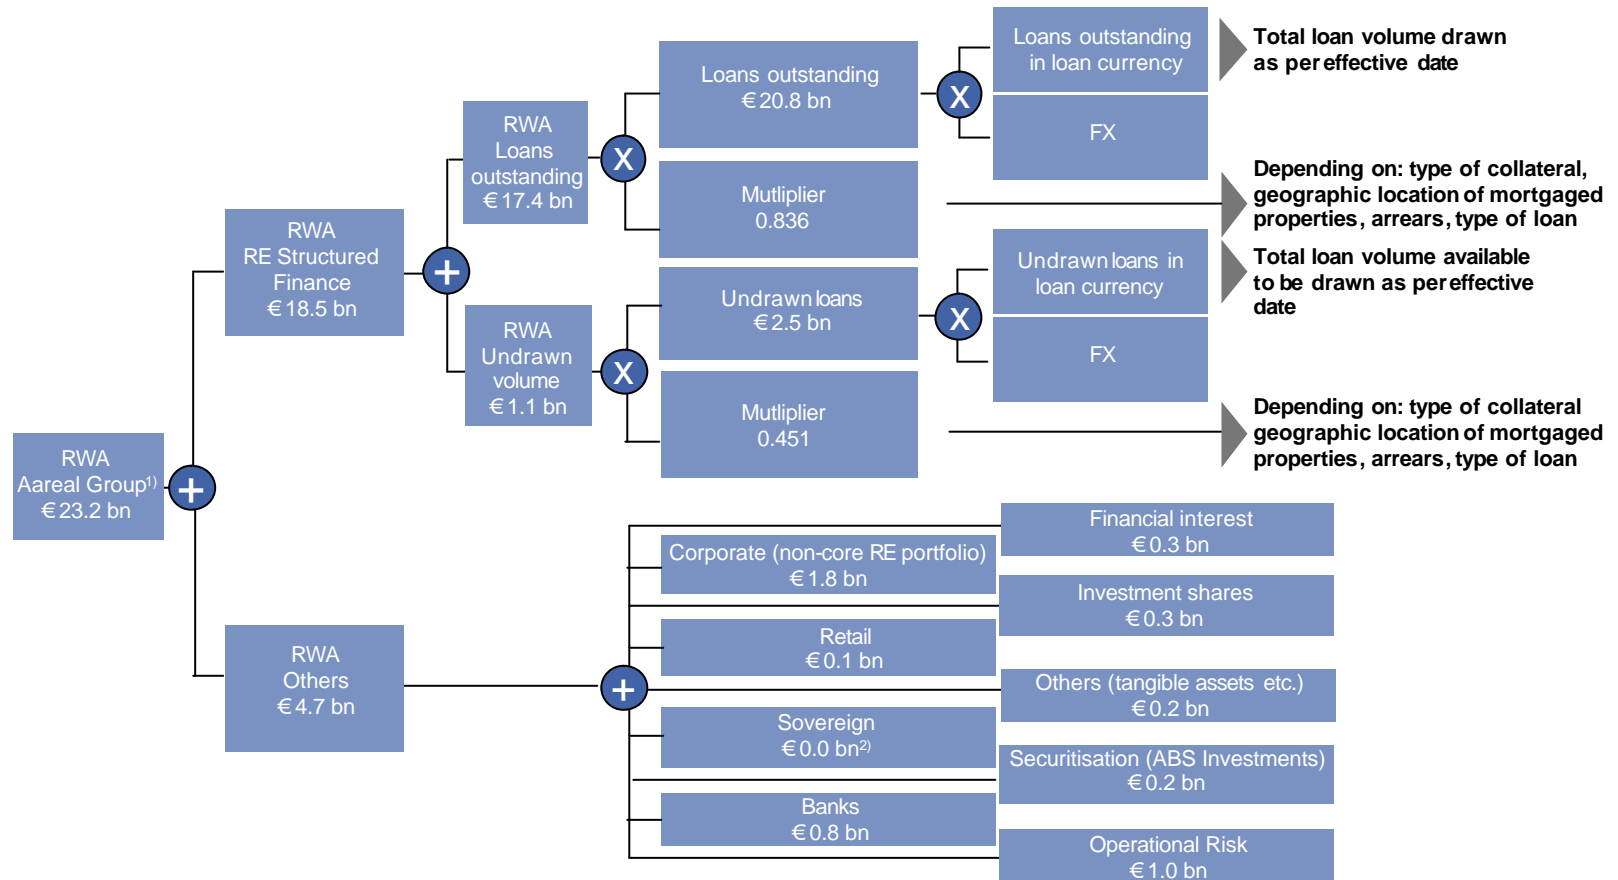 RWA
Aareal Group1)
€ 23.2 bn
+
RWA
RE Structured
Finance
€ 18.5 bn
+
RWA
Loans
outstanding
€ 17.4 bn
X
Loans outstanding
€ 20.8 bn
X
Loans outstanding
in loan currency
FX
Total loan volume drawn
as per effective date
Mutliplier
0.836
Depending on: type of collateral,
geographic location of mortgaged
properties, arrears, type of loan
RWA
Undrawn
volume
€ 1.1 bn
X
Undrawn loans
€ 2.5 bn
X
Undrawn loans in
loan currency
FX
Total loan volume available
to be drawn as per effective
date
Mutliplier
0.451
Depending on: type of collateral
geographic location of mortgaged
properties, arrears, type of loan
RWA
Others
€ 4.7 bn
+
Financial interest
€ 0.3 bn
Corporate (non-core RE portfolio)
€ 1.8 bn
Investment shares
€ 0.3 bn
Retail
€ 0.1 bn
Others (tangible assets etc.)
€ 0.2 bn
Sovereign
€ 0.0 bn2)
Securitisation (ABS Investments)
€ 0.2 bn
Banks
€ 0.8 bn
Operational Risk
€ 1.0 bn